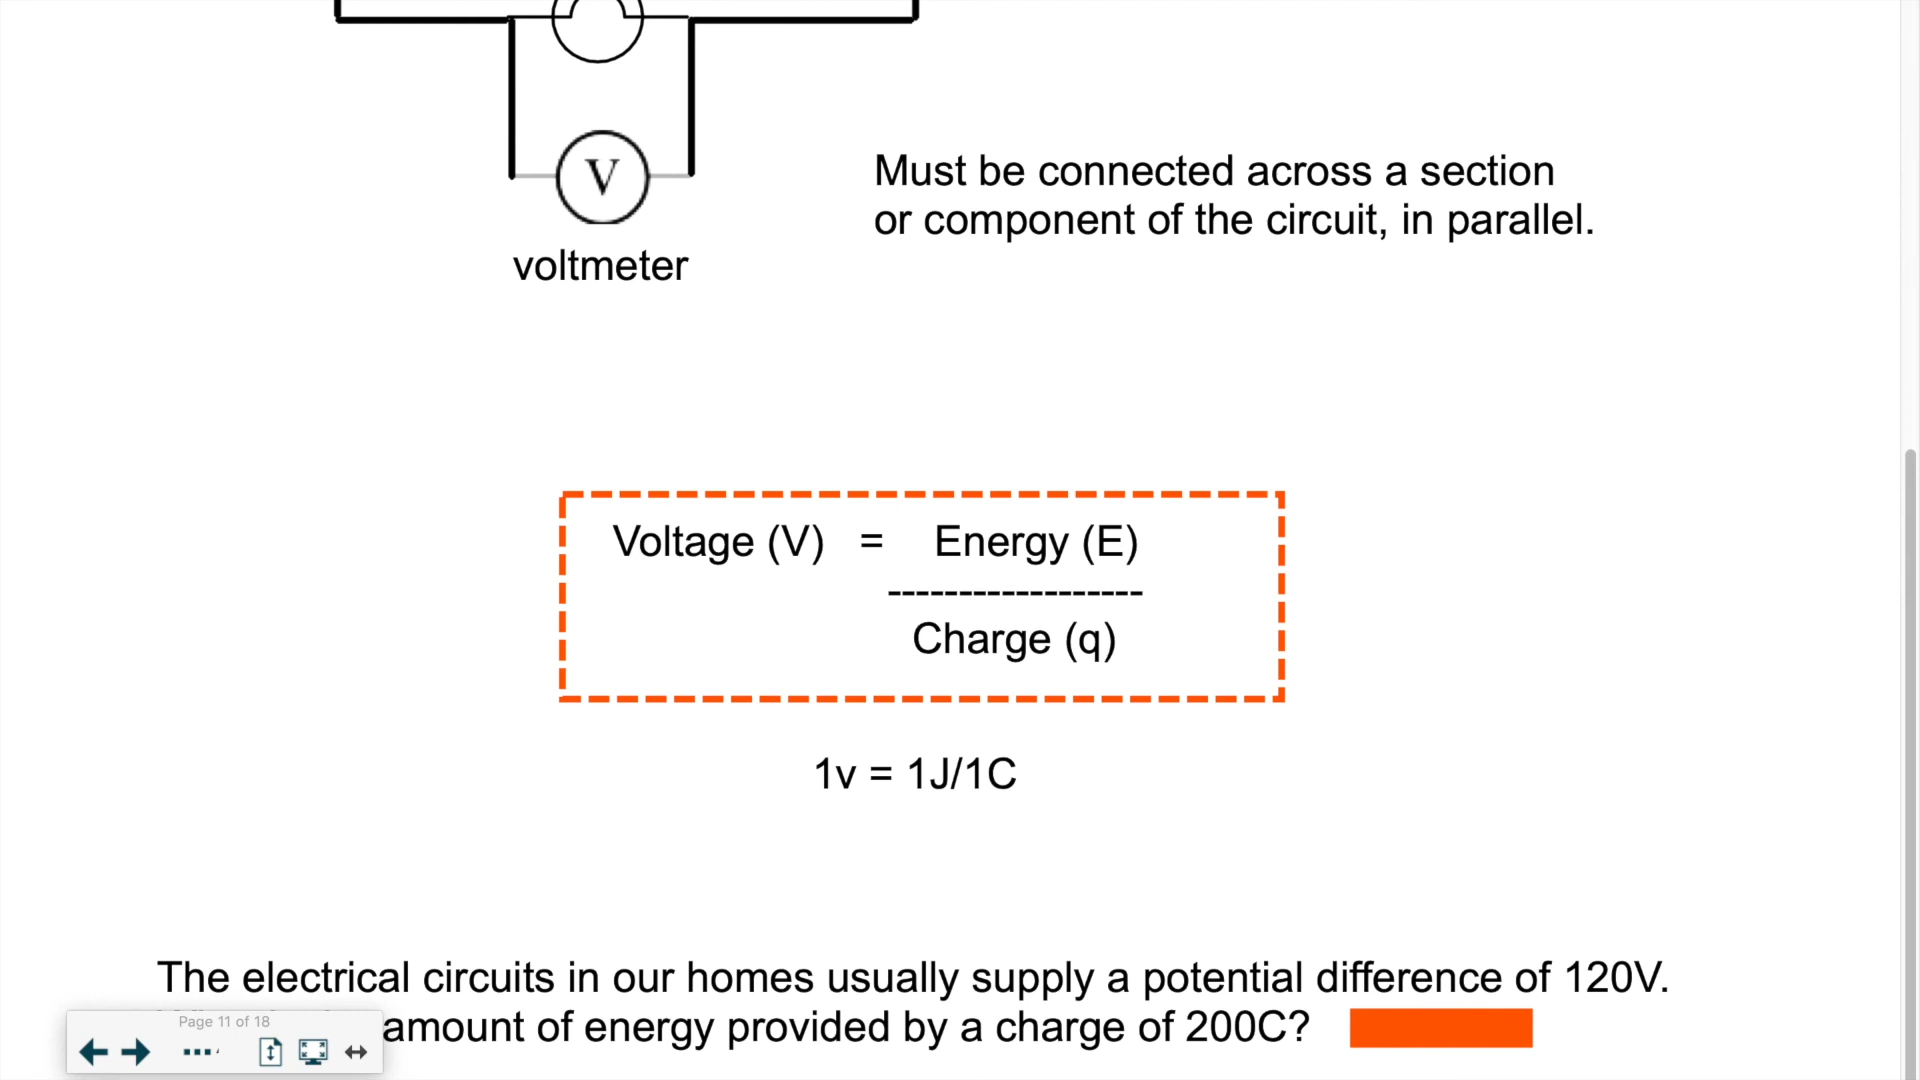 V
voltmeter
Must be connected across a section
or component of the circuit, in parallel.
Voltage (V) = Energy (E)
------------------
Charge (q)
1v = 1J/1C
The electrical circuits in our homes usually supply a potential difference of 120V.
amount of energy provided by a charge of 200C?
Page 11 of 18